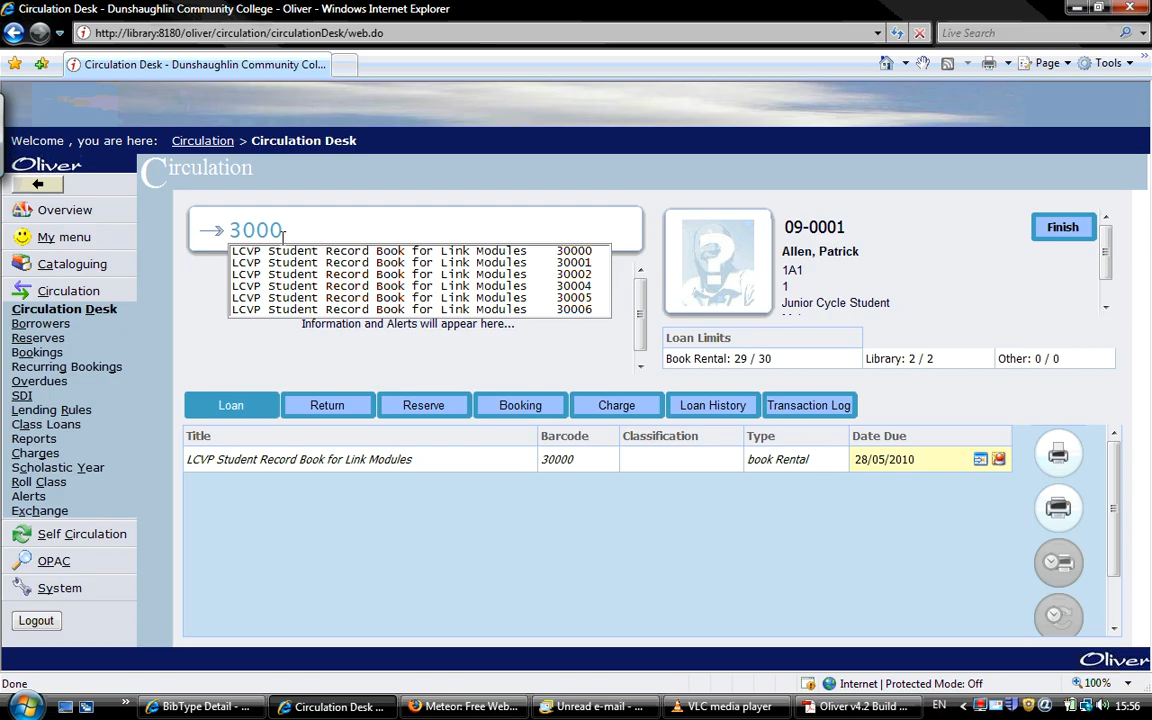 Circulation Desk - Dunshaughlin Community College - Oliver - Windows Internet Explorer
http://library:8180/oliver/circulation/circulationDesk/web.do
Live Search
Circulation Desk - Dunshaughlin Community Col...
Page
Tools
Welcome , you are here: Circulation > Circulation Desk
Oliver
Circulation
Overview
My menu
Cataloguing
Circulation
Circulation Desk
Borrowers
Reserves
Bookings
Recurring Bookings
Overdues
SDI
Lending Rules
Class Loans
Reports
Charges
Scholastic Year
Roll Class
Alerts
Exchange
Self Circulation
OPAC
System
Logout
3000
LCVP Student Record Book for Link Modules 30000
LCVP Student Record Book for Link Modules 30001
LCVP Student Record Book for Link Modules 30002
LCVP Student Record Book for Link Modules 30004
LCVP Student Record Book for Link Modules 30005
LCVP Student Record Book for Link Modules 30006
Information and Alerts will appear here...
09-0001
Allen, Patrick
1A1
1
Junior Cycle Student
Finish
Loan Limits
Book Rental: 29 / 30 Library: 2 / 2 Other: 0 / 0
Loan Return Reserve Booking Charge Loan History Transaction Log
Title Barcode Classification Type Date Due
LCVP Student Record Book for Link Modules 30000 book Rental 28/05/2010
Oliver
Done
Internet | Protected Mode: Off
100%
BibType Detail - ...
Circulation Desk ...
Meteor: Free Web...
Unread e-mail - ...
VLC media player
Oliver v4.2 Build ...
EN
15:56